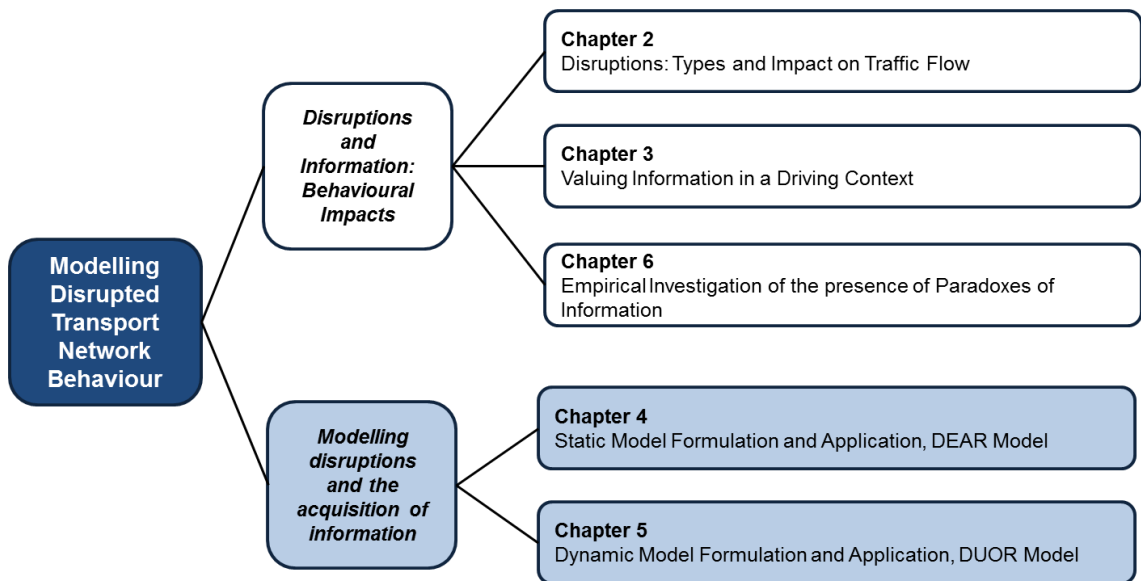 Modelling
Disrupted
Transport
Network
Behaviour
Disruptions
and
Information:
Behavioural
Impacts
Chapter 2
Disruptions: Types and Impact on Traffic Flow
Chapter 3
Valuing Information in a Driving Context
Chapter 6
Empirical Investigation of the presence of Paradoxes of
Information
Modelling
disruptions
and the
acquisition of
information
Chapter 4
Static Model Formulation and Application, DEAR Model
Chapter 5
Dynamic Model Formulation and Application, DUOR Model